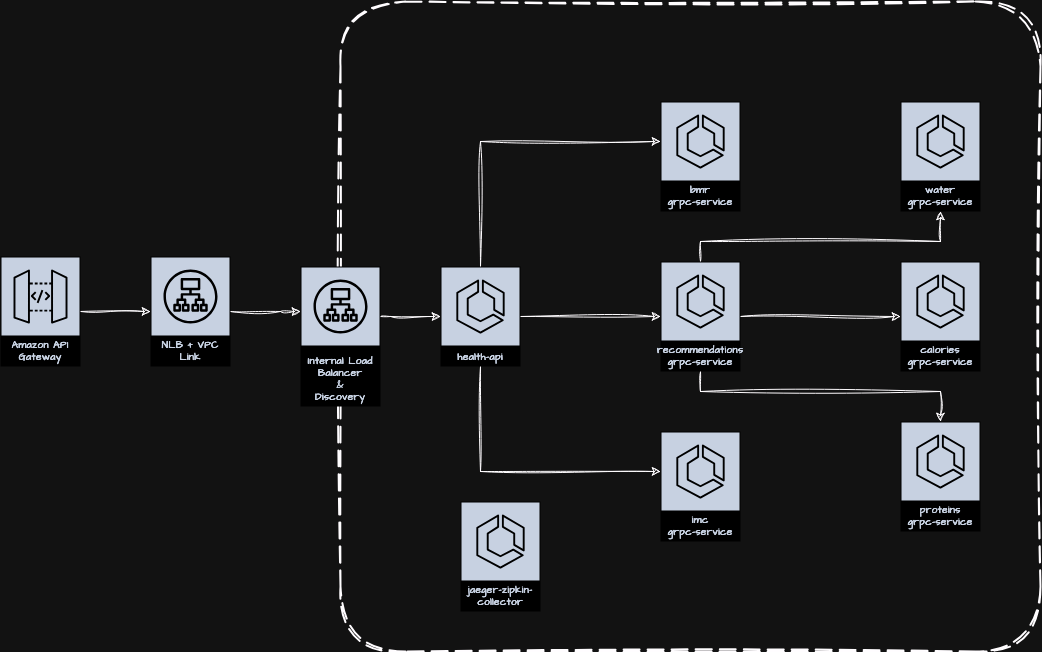 bmr
grpc-service
water
grpc-service
</>
Amazon API
Gateway
NLB + VPC
Link
Internal Load
Balancer
&
Discovery
health-api
recommendations
grpc-service
calories
grpc-service
imc
grpc-service
proteins
grpc-service
jaeger-zipkin-
collector